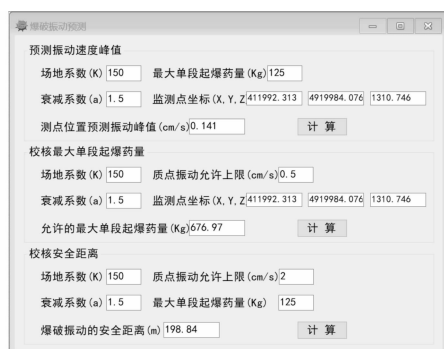 爆破振动预测
预测振动速度峰值
场地系数(K) 150 最大单段起爆药量(Kg) 125
衰减系数(a) 1.5 监测点坐标(X,Y,Z 411992.313 4919984.076 1310.746
测点位置预测振动峰值(cm/s) 0.141 计 算
校核最大单段起爆药量
场地系数(K) 150 质点振动允许上限(cm/s) 0.5
衰减系数(a) 1.5 监测点坐标(X,Y,Z 411992.313 4919984.076 1310.746
允许的最大单段起爆药量(Kg) 676.97 计 算
校核安全距离
场地系数(K) 150 质点振动允许上限(cm/s) 2
衰减系数(a) 1.5 最大单段起爆药量(Kg) 125
爆破振动的安全距离(m) 198.84 计 算